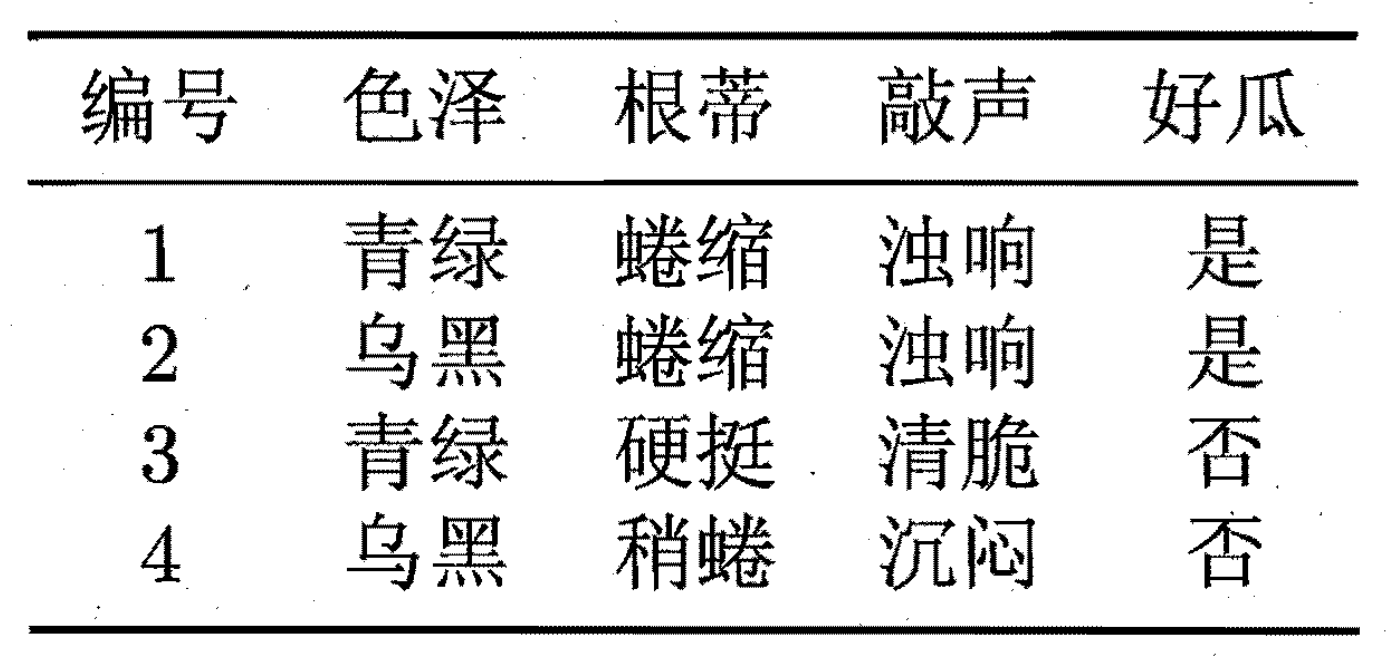 编号 色泽 根蒂 敲声 好瓜
1 青绿 蜷缩 浊响 是
2 乌黑 蜷缩 浊响 是
3 青绿 硬挺 清脆 否
4 乌黑 稍蜷 沉闷 否